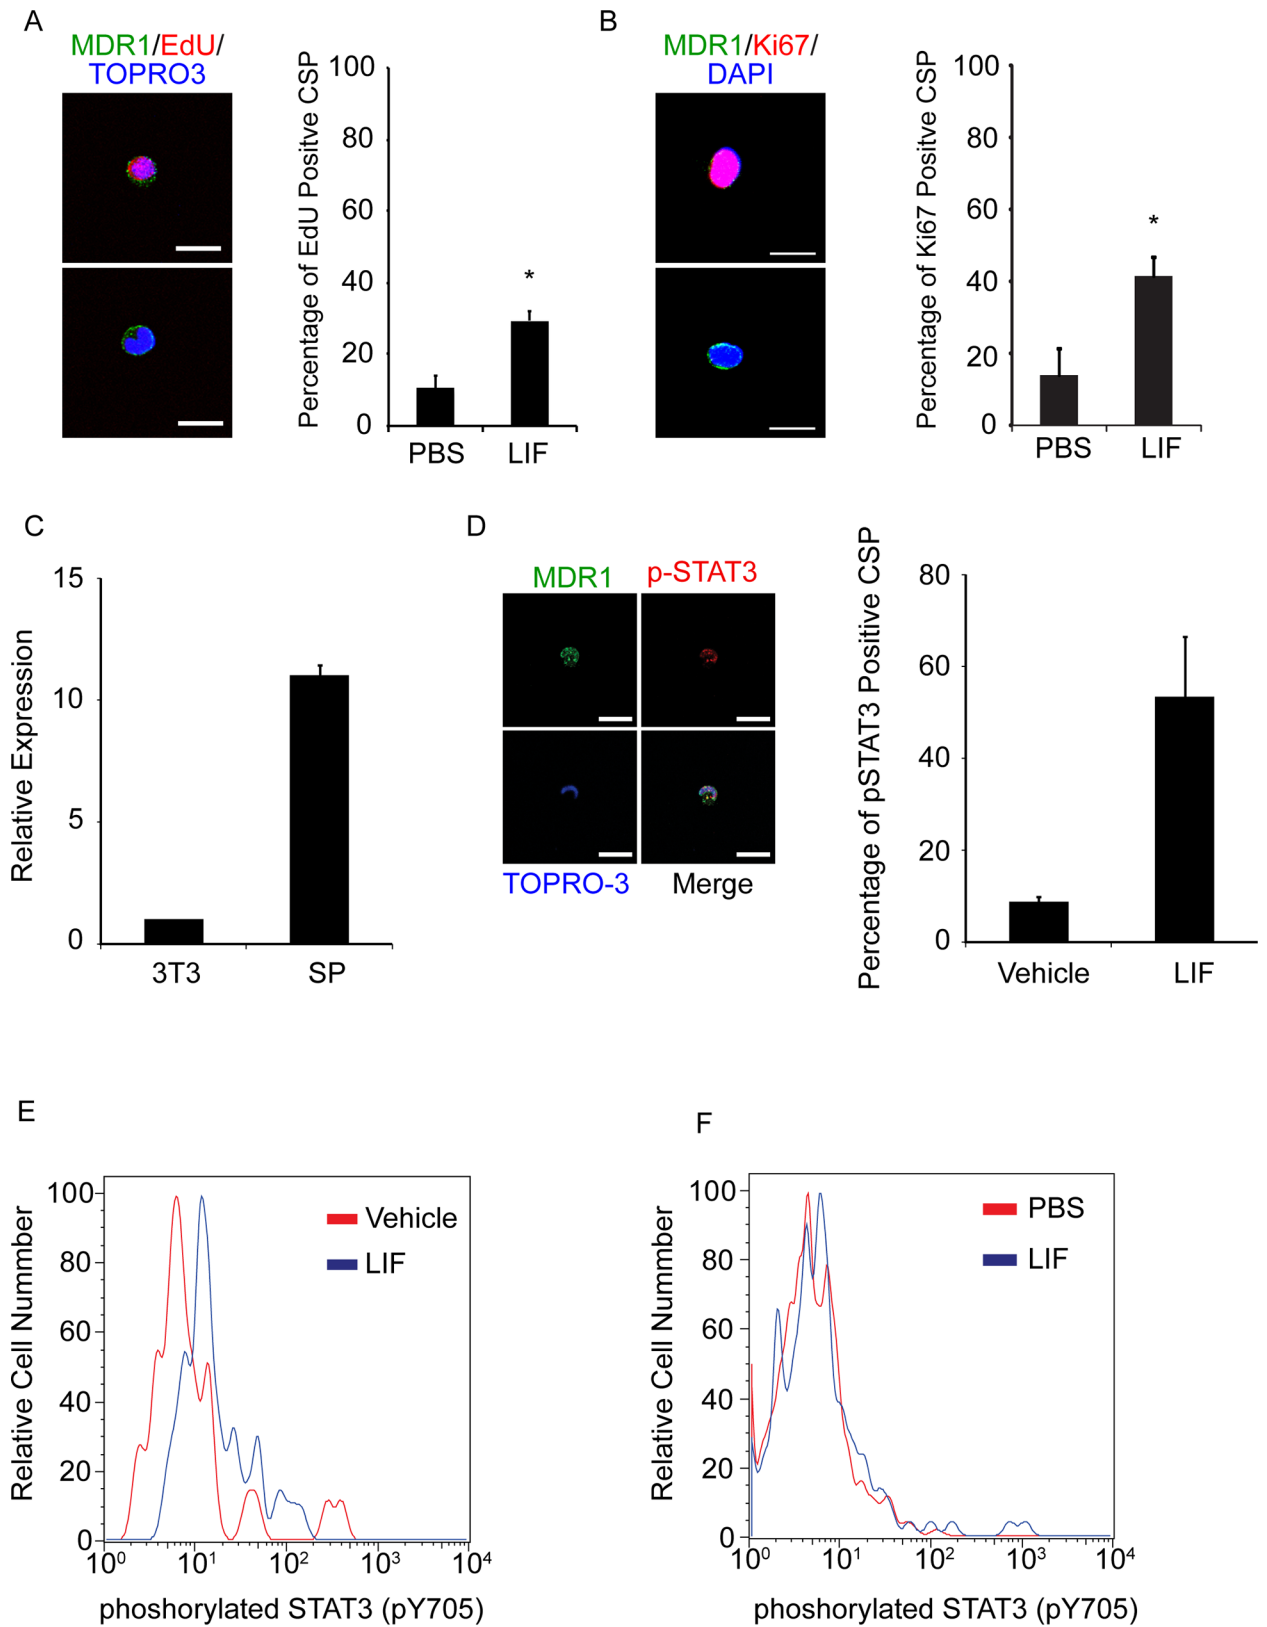 A
MDR1/EdU/
TOPRO3
Percentage of EdU Positve CSP
100
80
60
40
20
0
*
PBS
LIF
B
MDR1/Ki67/
DAPI
Percentage of Ki67 Positve CSP
100
80
60
40
20
0
*
PBS
LIF
C
Relative Expression
15
10
5
0
3T3
SP
D
MDR1
p-STAT3
TOPRO-3
Merge
Percentage of pSTAT3 Positive CSP
80
60
40
20
0
Vehicle
LIF
E
Relative Cell Nummber
100
80
60
40
20
0
Vehicle
LIF
10⁰
10¹
10²
10³
10⁴
phoshorylated STAT3 (pY705)
F
Relative Cell Nummber
100
80
60
40
20
0
PBS
LIF
10⁰
10¹
10²
10³
10⁴
phoshorylated STAT3 (pY705)